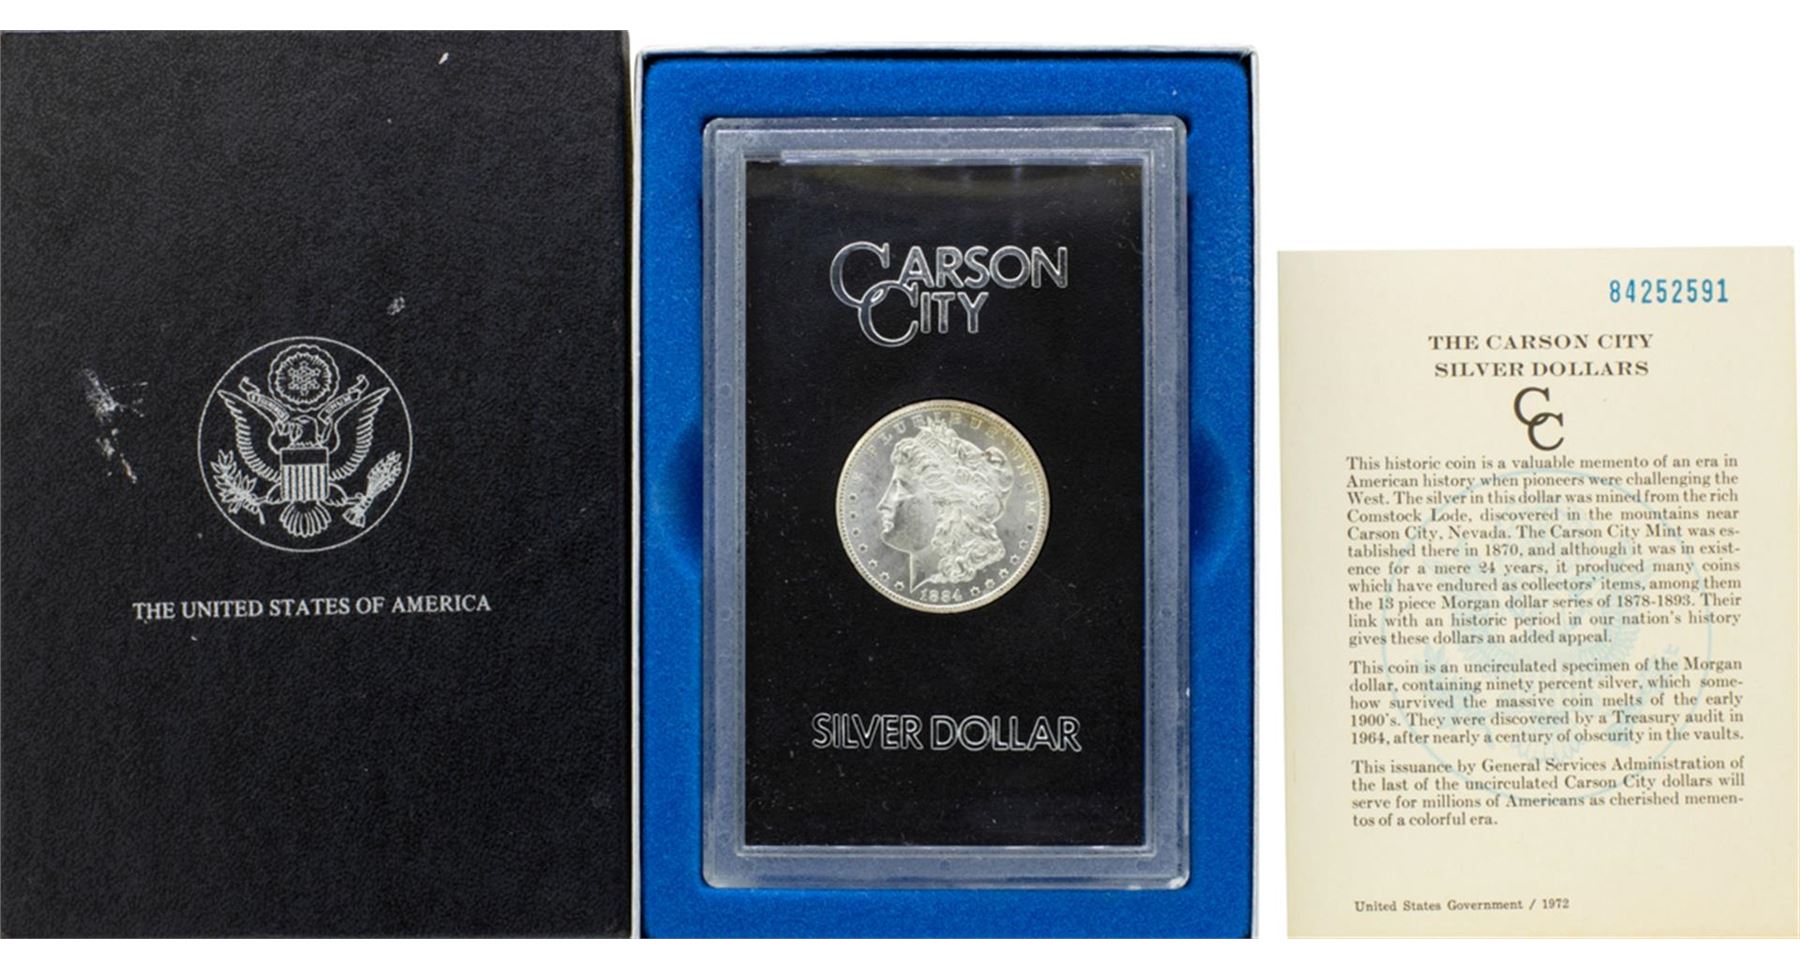 THE UNITED STATES OF AMERICA
CARSON
CITY
PLURIBUS UNUM
1884
SILVER DOLLAR
84252591
THE CARSON CITY
SILVER DOLLARS
CC
This historic coin is a valuable memento of an era in
American history when pioneers were challenging the
West. The silver in this dollar was mined from the rich
Comstock Lode, discovered in the mountains near
Carson City, Nevada. The Carson City Mint was es-
tablished there in 1870, and although it was in exist-
ence for a mere 24 years, it produced many coins
which have endured as collectors' items, among them
the 13 piece Morgan dollar series of 1878-1893. Their
link with an historic period in our nation's history
gives these dollars an added appeal.
This coin is an uncirculated specimen of the Morgan
dollar, containing ninety percent silver, which some-
how survived the massive coin melts of the early
1900's. They were discovered by a Treasury audit in
1964, after nearly a century of obscurity in the vaults.
This issuance by General Services Administration of
the last of the uncirculated Carson City dollars will
serve for millions of Americans as cherished memen-
tos of a colorful era.
United States Government / 1972